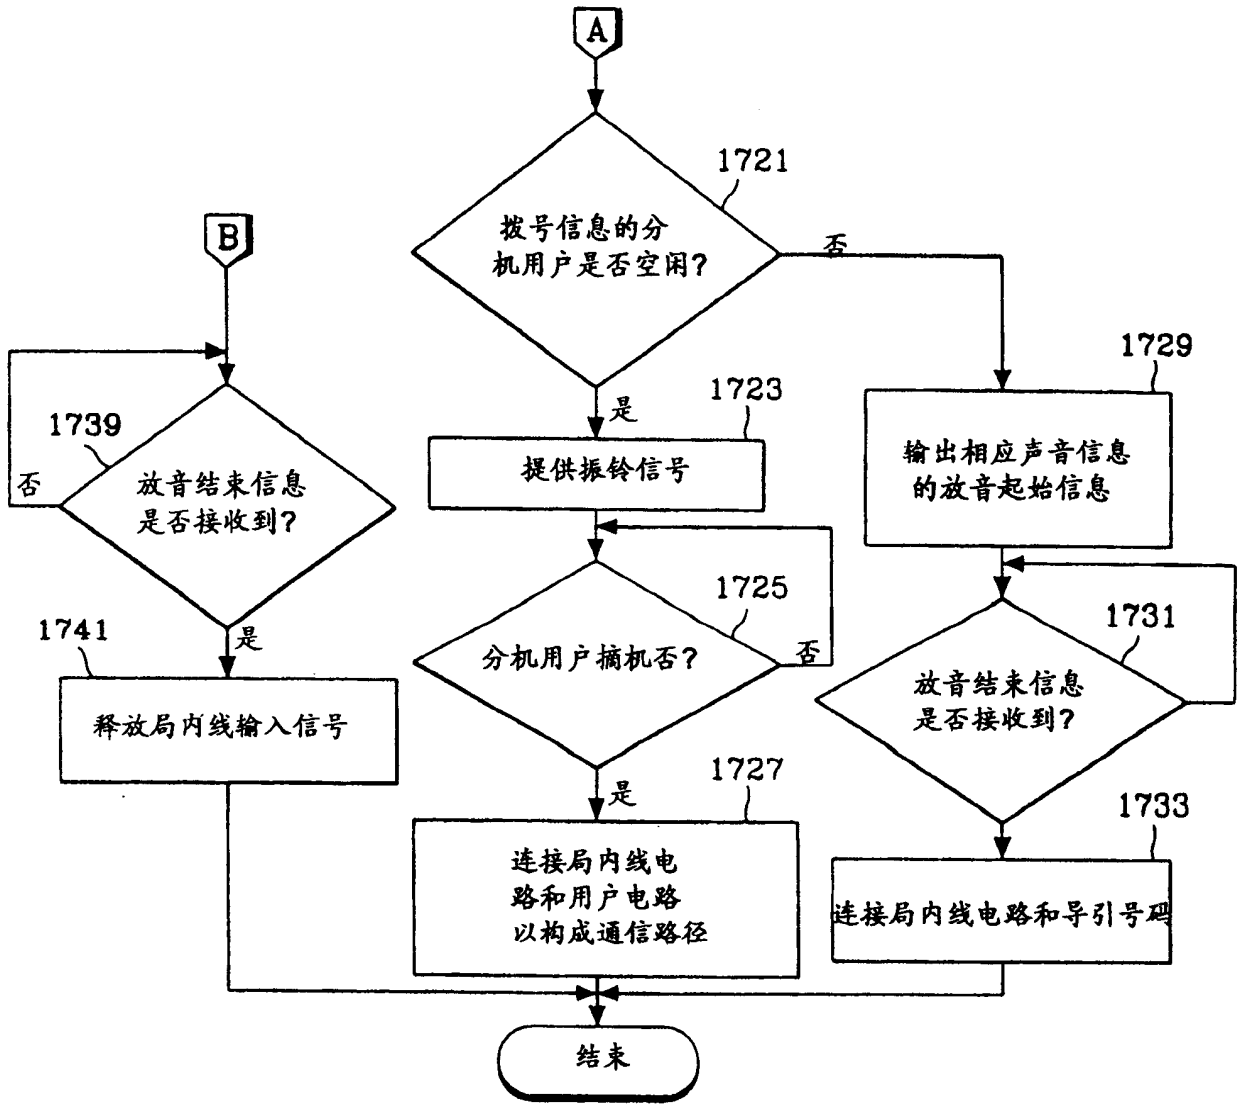 A
1721
拨号信息的分
机用户是否空闲?
否
B
是
1723
提供振铃信号
1729
输出相应声音信息
的放音起始信息
1739
否
放音结束信息
是否接收到?
1725
分机用户摘机否?
否
1731
放音结束信息
是否接收到?
1741
是
释放局内线输入信号
是
1727
连接局内线电
路和用户电路
以构成通信路径
1733
连接局内线电路和导引号码
结束